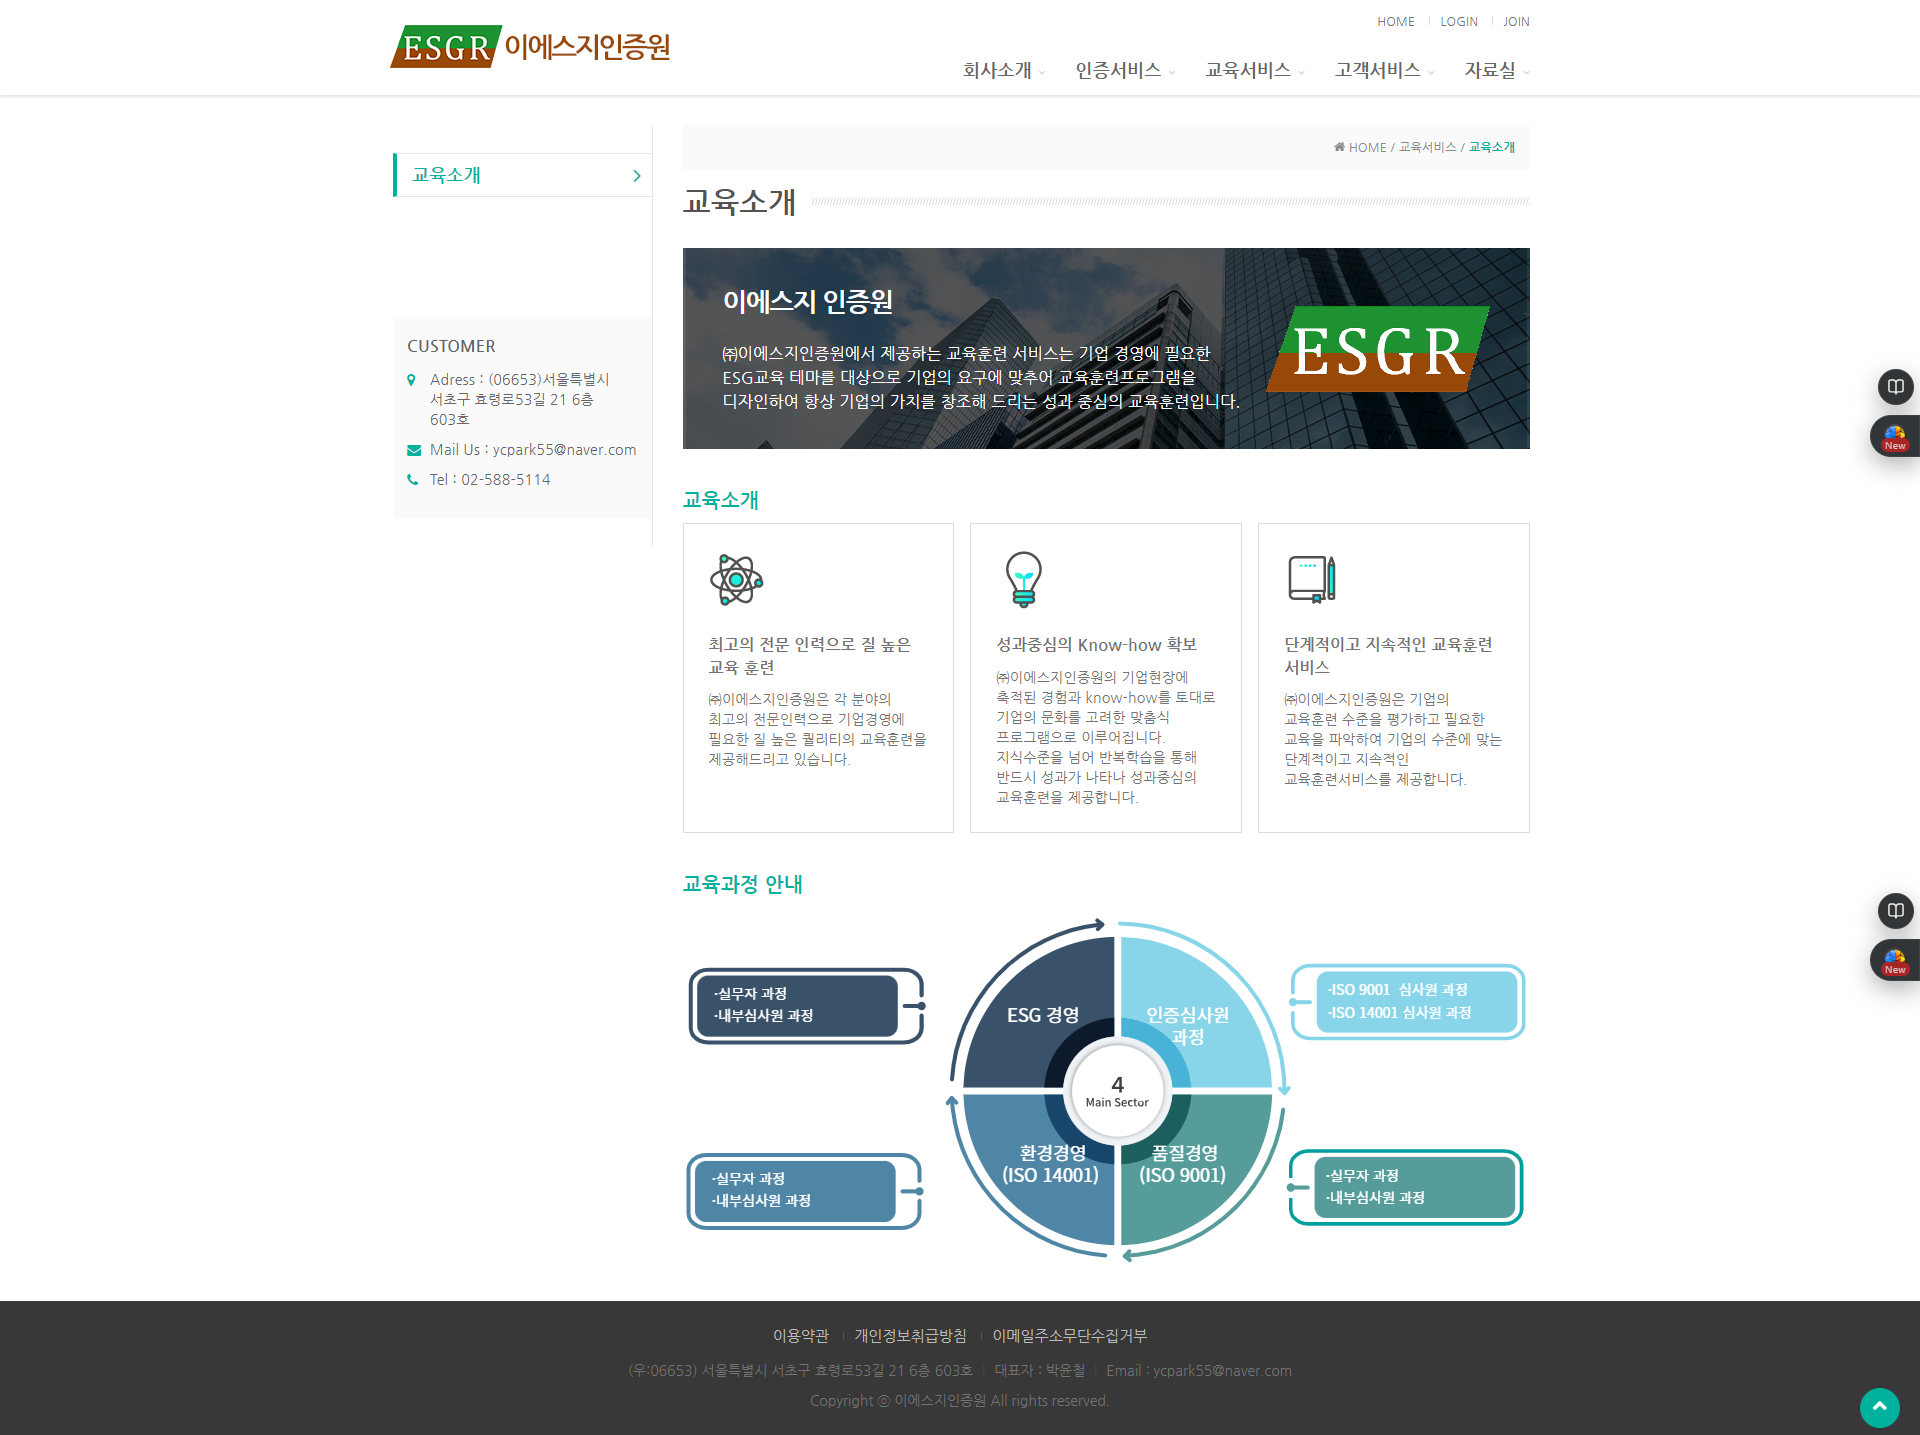 ESGR 이에스지인증원
HOME
LOGIN
JOIN
회사소개
인증서비스
교육서비스
고객서비스
자료실
교육소개
HOME / 교육서비스 / 교육소개
교육소개
이에스지 인증원
㈜이에스지인증원에서 제공하는 교육훈련 서비스는 기업 경영에 필요한
ESG교육 테마를 대상으로 기업의 요구에 맞추어 교육훈련프로그램을
디자인하여 항상 기업의 가치를 창조해 드리는 성과 중심의 교육훈련입니다.
ESGR
CUSTOMER
Adress : (06653)서울특별시
서초구 효령로53길 21 6층
603호
Mail Us : ycpark55@naver.com
Tel : 02-588-5114
교육소개
최고의 전문 인력으로 질 높은
교육 훈련
㈜이에스지인증원은 각 분야의
최고의 전문인력으로 기업경영에
필요한 질 높은 퀄리티의 교육훈련을
제공해드리고 있습니다.
성과중심의 Know-how 확보
㈜이에스지인증원의 기업현장에
축적된 경험과 know-how를 토대로
기업의 문화를 고려한 맞춤식
프로그램으로 이루어집니다.
지식수준을 넘어 반복학습을 통해
반드시 성과가 나타나 성과중심의
교육훈련을 제공합니다.
단계적이고 지속적인 교육훈련
서비스
㈜이에스지인증원은 기업의
교육훈련 수준을 평가하고 필요한
교육을 파악하여 기업의 수준에 맞는
단계적이고 지속적인
교육훈련서비스를 제공합니다.
교육과정 안내
·실무자 과정
·내부심사원 과정
ESG 경영
인증심사원
과정
·ISO 9001 심사원 과정
·ISO 14001 심사원 과정
4
Main Sector
·실무자 과정
·내부심사원 과정
환경경영
(ISO 14001)
품질경영
(ISO 9001)
·실무자 과정
·내부심사원 과정
New
New
이용약관
개인정보취급방침
이메일주소무단수집거부
(우:06653) 서울특별시 서초구 효령로53길 21 6층 603호
대표자 : 박윤철
Email : ycpark55@naver.com
Copyright ⓒ 이에스지인증원 All rights reserved.